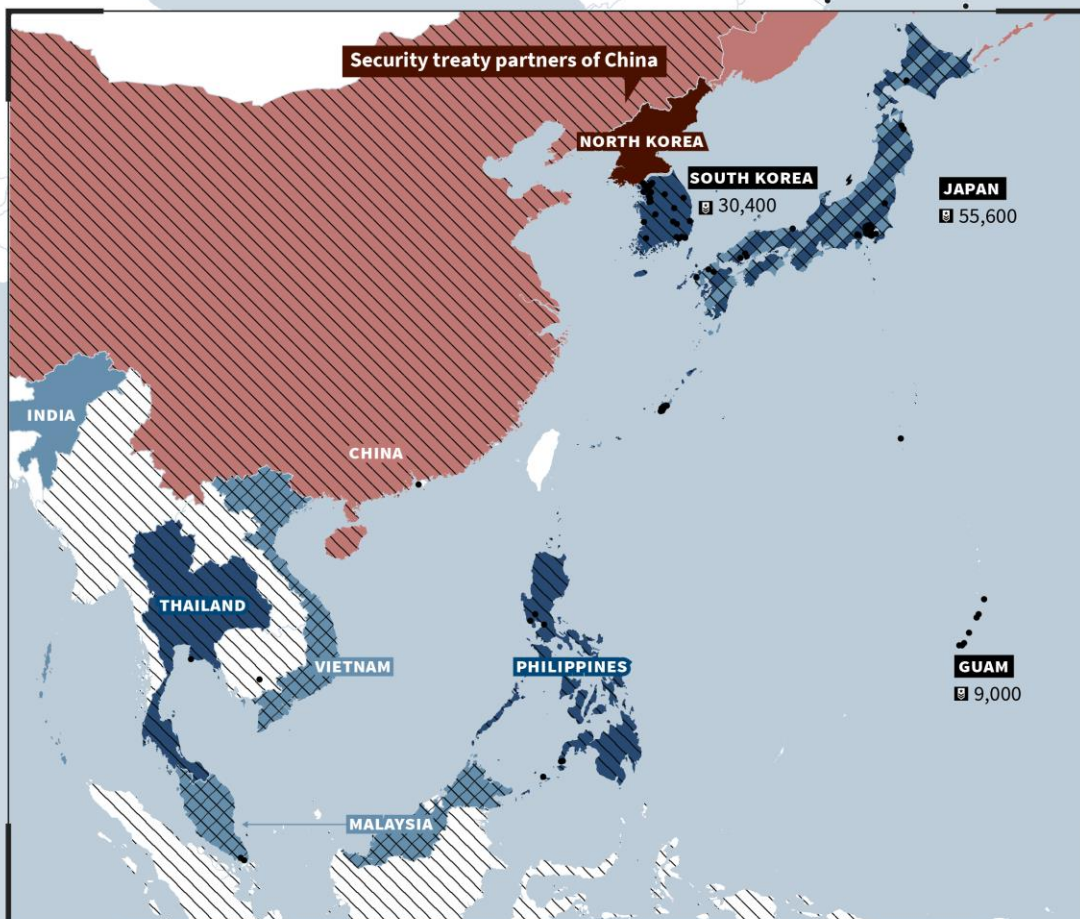 Security treaty partners of China
NORTH KOREA
SOUTH KOREA
30,400
JAPAN
55,600
INDIA
CHINA
THAILAND
VIETNAM
PHILIPPINES
GUAM
9,000
MALAYSIA